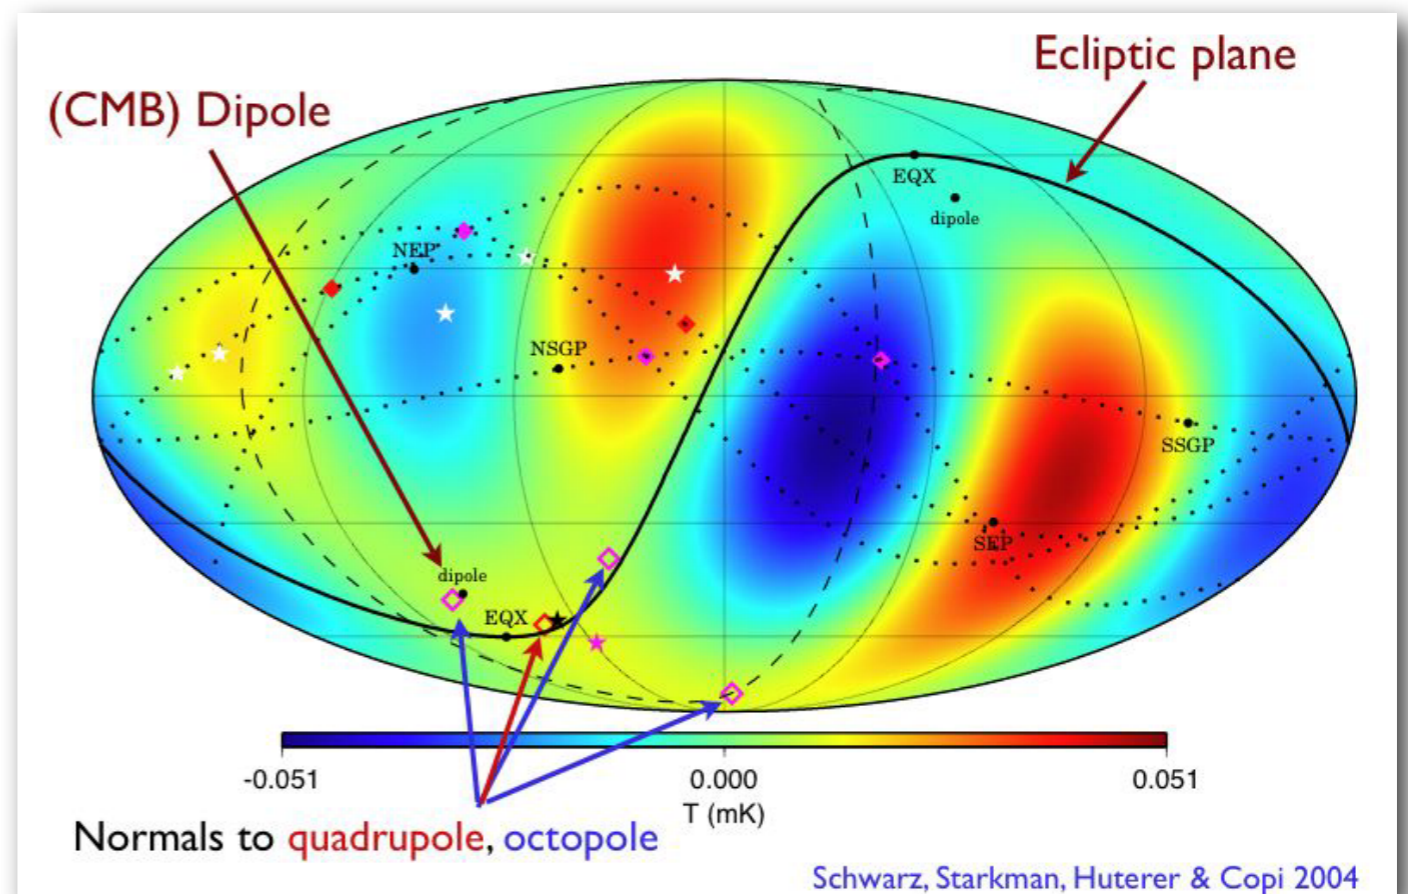 Ecliptic plane
(CMB) Dipole
EQX
dipole
NEP
NSGP
SSGP
SEP
dipole
EQX
-0.051
0.000
0.051
T (mK)
Normals to quadrupole, octopole
Schwarz, Starkman, Huterer & Copi 2004